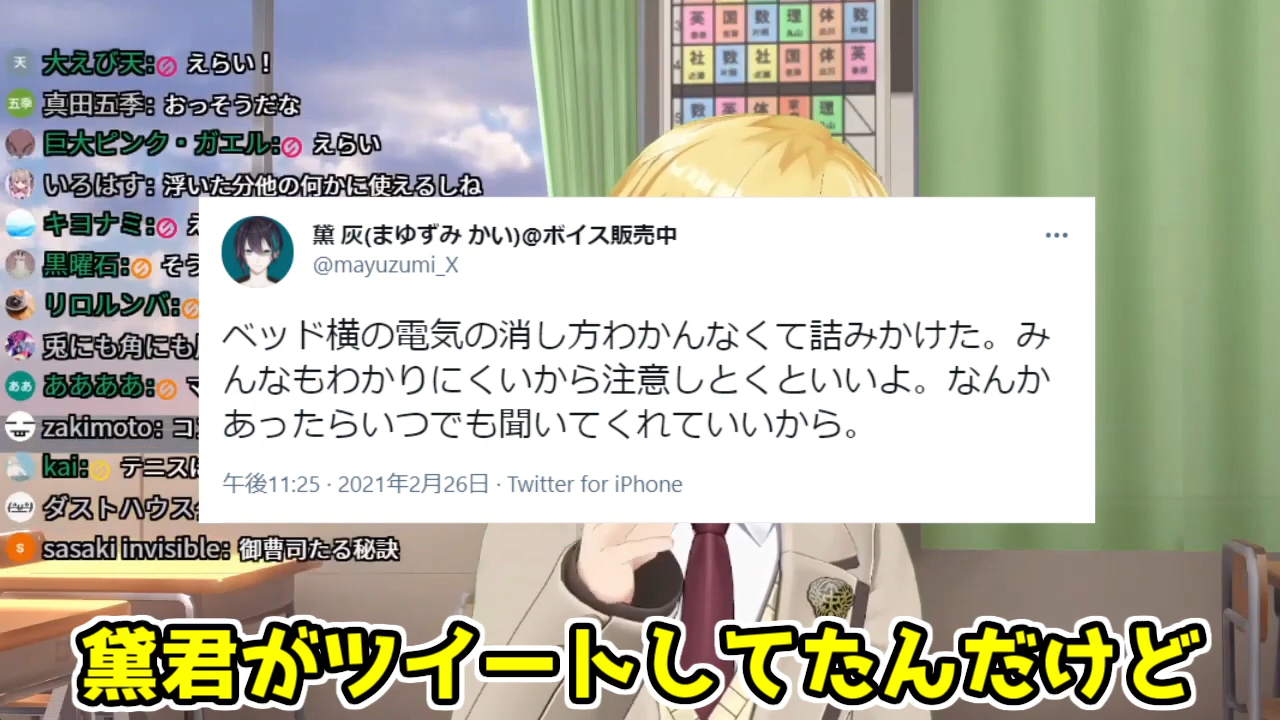 英 国 数 理 体 数
4 社 数 社 国 体 英
数 英 体 理
大えび天: えらい！
真田五季: おっそうだな
巨大ピンク・ガエル: えらい
いろはす: 浮いた分他の何かに使えるしね
キヨナミ:
黒曜石: そう
リロルンバ:
兎にも角にも
ああああ: マ
zakimoto: コン
kai: テニスは
ダストハウス
sasaki invisible: 御曹司たる秘訣
天
五季
ああ
s
黛 灰(まゆずみ かい)@ボイス販売中
@mayuzumi_X
ベッド横の電気の消し方わかんなくて詰みかけた。み
んなもわかりにくいから注意しとくといいよ。なんか
あったらいつでも聞いてくれていいから。
午後11:25 · 2021年2月26日 · Twitter for iPhone
黛君がツイートしてたんだけど